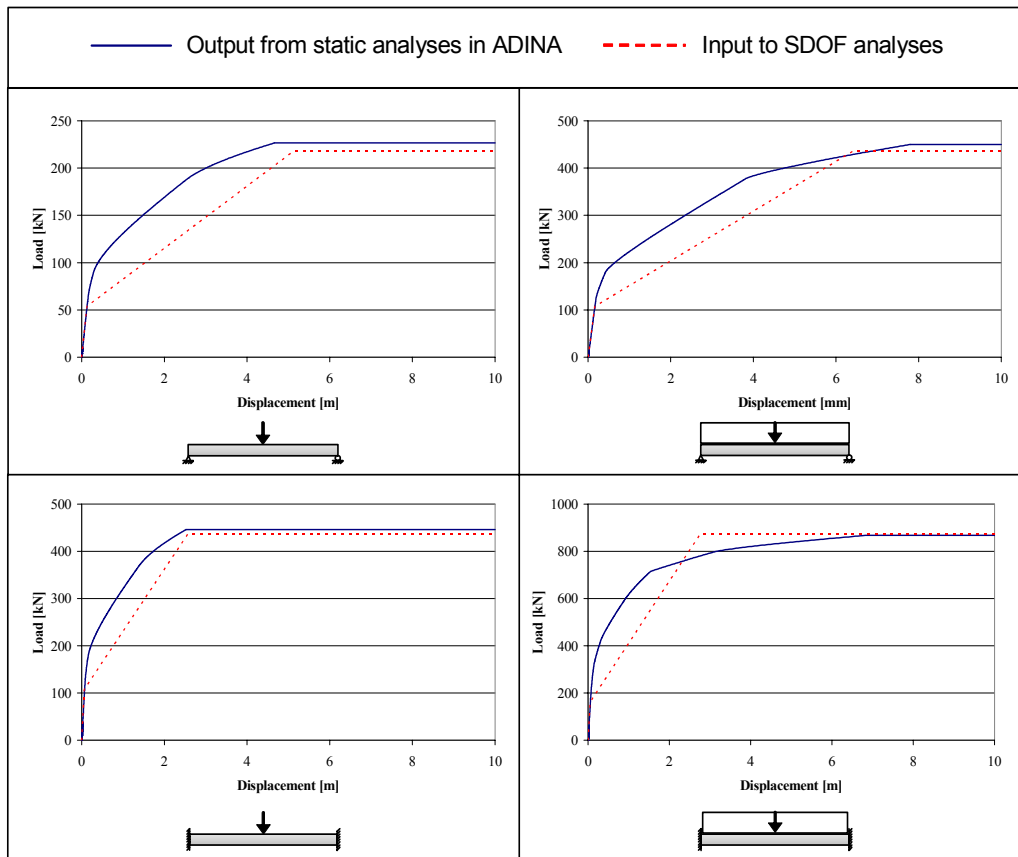 Output from static analyses in ADINA
Input to SDOF analyses
250
200
150
100
50
0
Load [kN]
0 2 4 6 8 10
Displacement [m]
500
400
300
200
100
0
Load [kN]
0 2 4 6 8 10
Displacement [mm]
500
400
300
200
100
0
Load [kN]
0 2 4 6 8 10
Displacement [m]
1000
800
600
400
200
0
Load [kN]
0 2 4 6 8 10
Displacement [m]